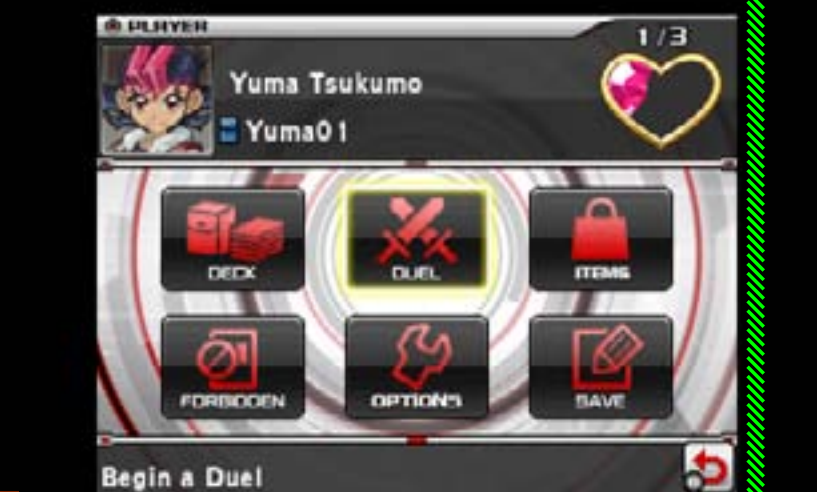 PLAYER
1/3
Yuma Tsukumo
Yuma01
DECK
DUEL
ITEMS
FORBIDDEN
OPTIONS
SAVE
Begin a Duel